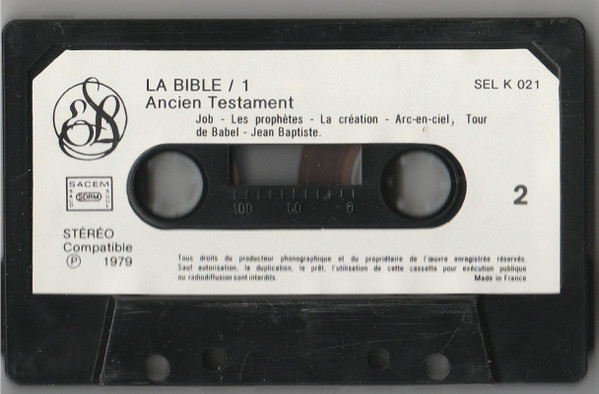 LA BIBLE / 1
SEL K 021
Ancien Testament
Job - Les prophètes - La création - Arc-en-ciel, Tour
de Babel - Jean Baptiste.
SACEM
SDRM
2
100 50 0
STÉRÉO
Compatible
Ⓟ 1979
Tous droits du producteur phonographique et du propriétaire de l'œuvre enregistrée réservés.
Sauf autorisation, la duplication, le prêt, l'utilisation de cette cassette pour exécution publique
ou radiodiffusion sont interdits.
Made in France